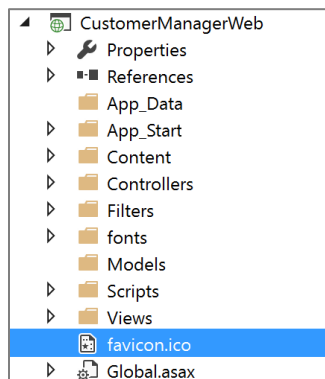 CustomerManagerWeb
Properties
References
App_Data
App_Start
Content
Controllers
Filters
fonts
Models
Scripts
Views
favicon.ico
Global.asax